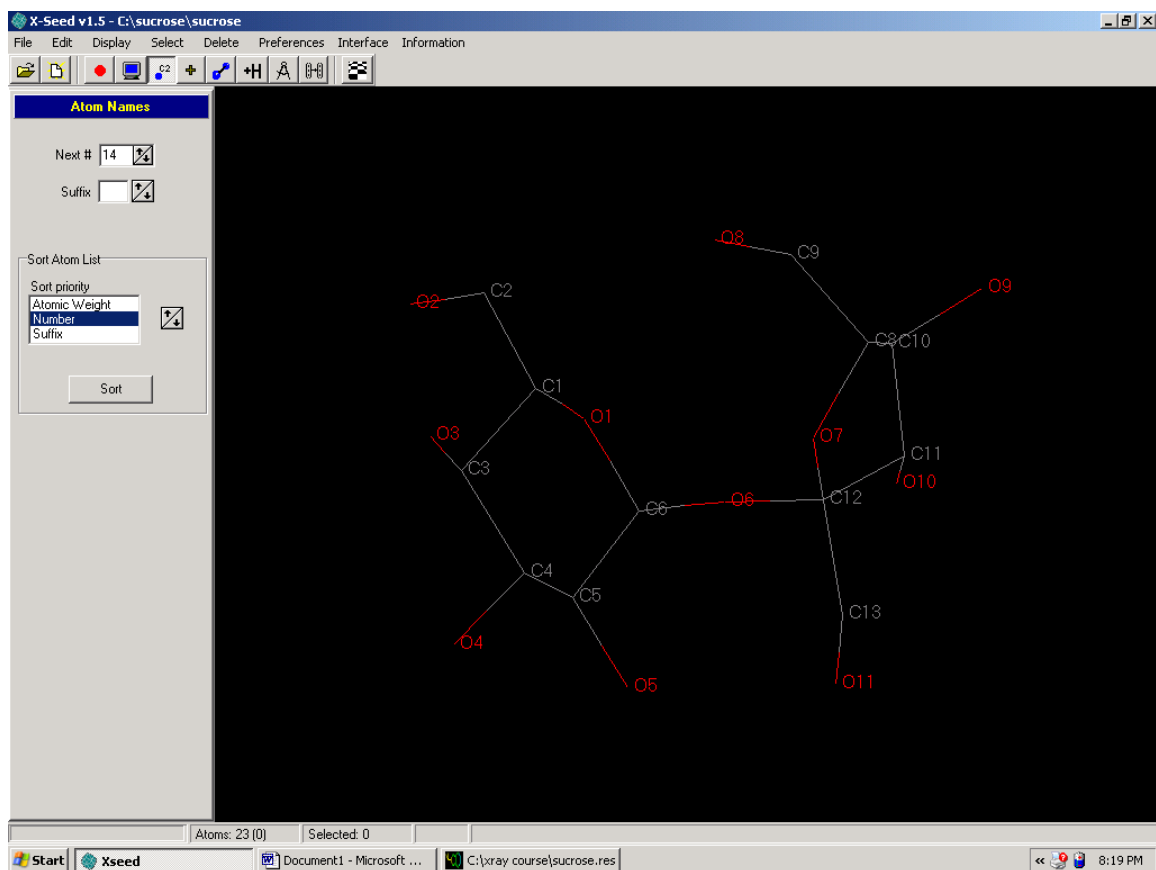 X-Seed v1.5 - C:\sucrose\sucrose
File Edit Display Select Delete Preferences Interface Information
C2 +H Å
Atom Names
Next # 14
Suffix
Sort Atom List
Sort priority
Atomic Weight
Number
Suffix
Sort
O8
C9
O9
C2
O2
C8 C10
C1
O1
O3
O7
C3
C11
O10
C6
O6
C12
C4
C5
C13
O4
O5
O11
Atoms: 23 (0) Selected: 0
Start Xseed Document1 - Microsoft ... C:\xray course\sucrose.res « 8:19 PM